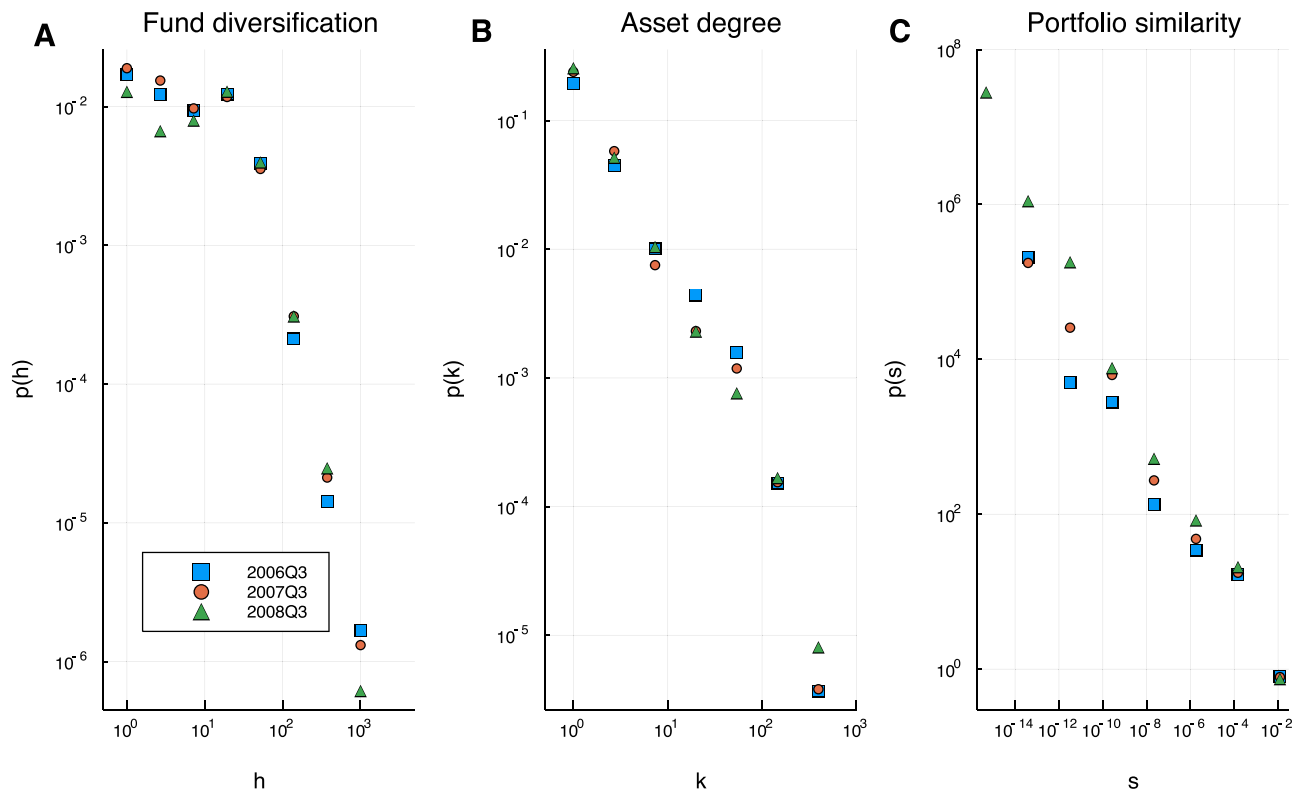 A
Fund diversification
p(h)
10^-2
10^-3
10^-4
10^-5
10^-6
2006Q3
2007Q3
2008Q3
10^0 10^1 10^2 10^3
h
B
Asset degree
p(k)
10^-1
10^-2
10^-3
10^-4
10^-5
10^0 10^1 10^2 10^3
k
C
Portfolio similarity
p(s)
10^8
10^6
10^4
10^2
10^0
10^-14 10^-12 10^-10 10^-8 10^-6 10^-4 10^-2
s